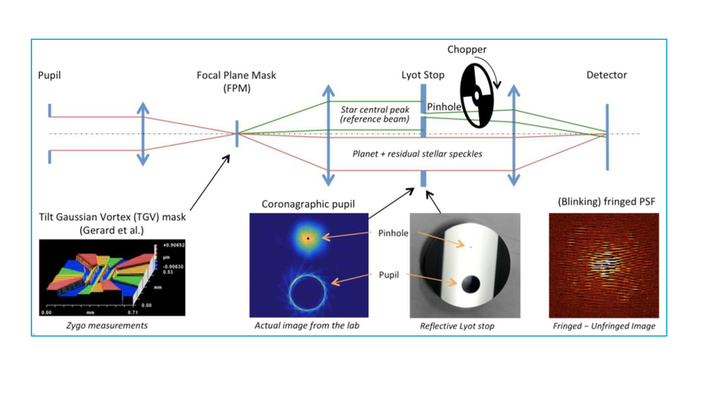 Chopper
Pupil
Focal Plane Mask
(FPM)
Lyot Stop
Detector
Star central peak
(reference beam)
Pinhole
Planet + residual stellar speckles
Tilt Gaussian Vortex (TGV) mask
(Gerard et al.)
Coronagraphic pupil
(Blinking) fringed PSF
Pinhole
Pupil
+0.90652
µm
-0.90630
0.53
mm
0.00
0.00
mm
0.71
Zygo measurements
Actual image from the lab
Reflective Lyot stop
Fringed − Unfringed Image